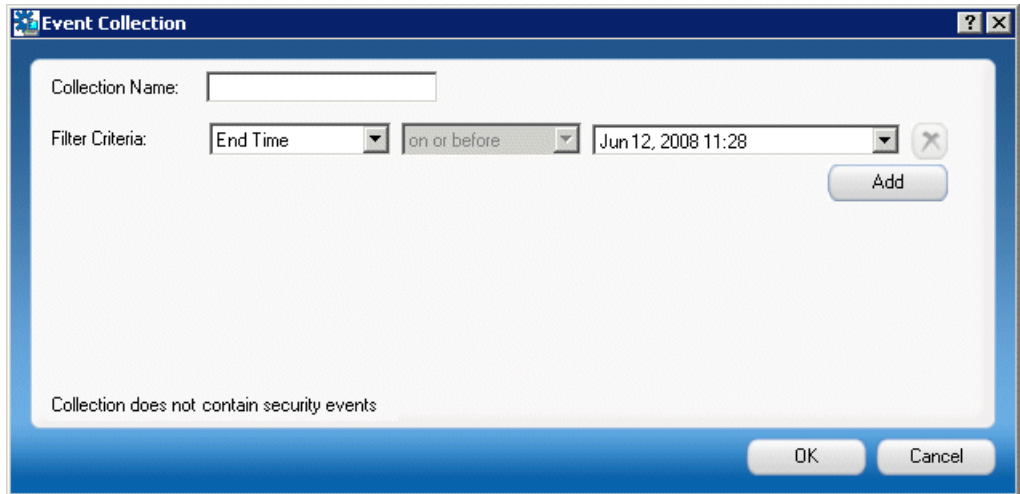 Event Collection
Collection Name:
Filter Criteria: End Time on or before Jun 12, 2008 11:28
Add
Collection does not contain security events
OK Cancel